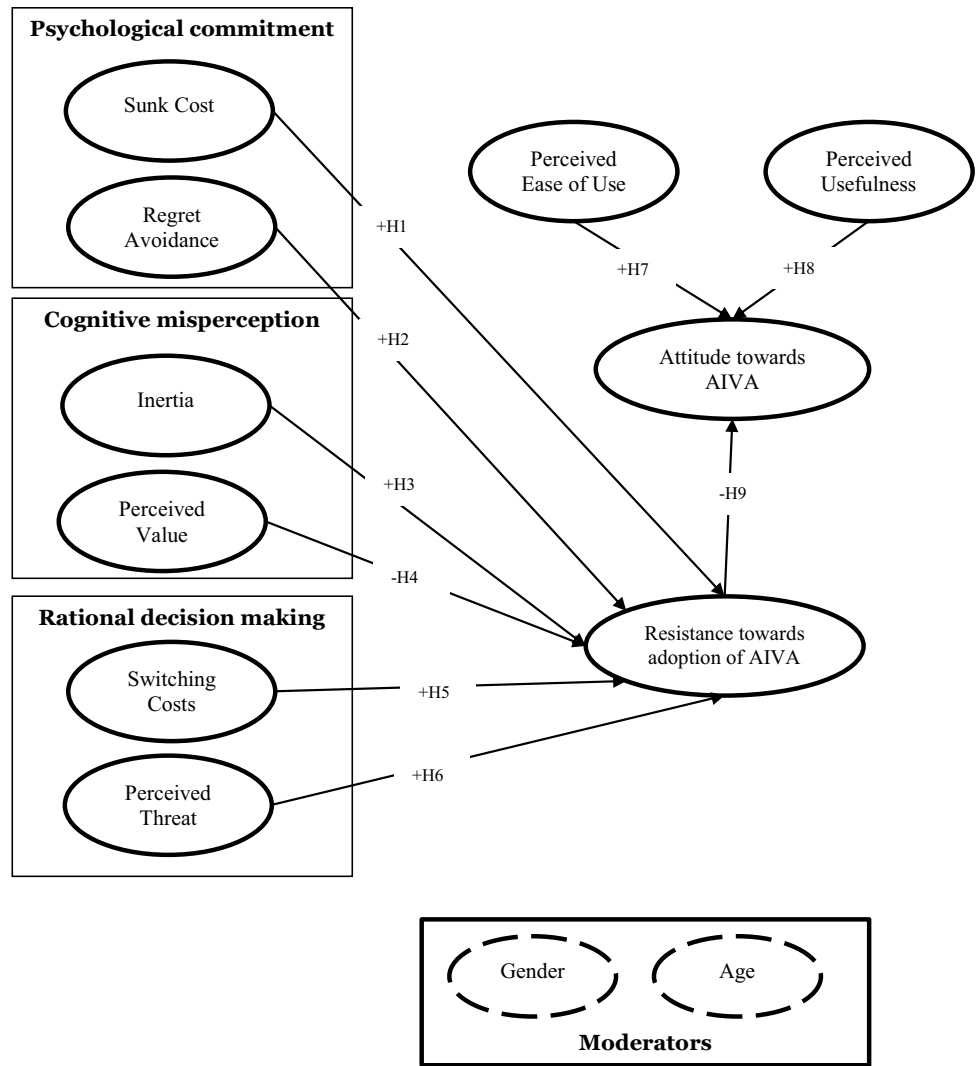 Psychological commitment
Sunk Cost
Regret
Avoidance
Cognitive misperception
Inertia
Perceived
Value
Rational decision making
Switching
Costs
Perceived
Threat
+H1
+H2
+H3
-H4
+H5
+H6
Perceived
Ease of Use
Perceived
Usefulness
+H7
+H8
Attitude towards
AIVA
-H9
Resistance towards
adoption of AIVA
Gender
Age
Moderators